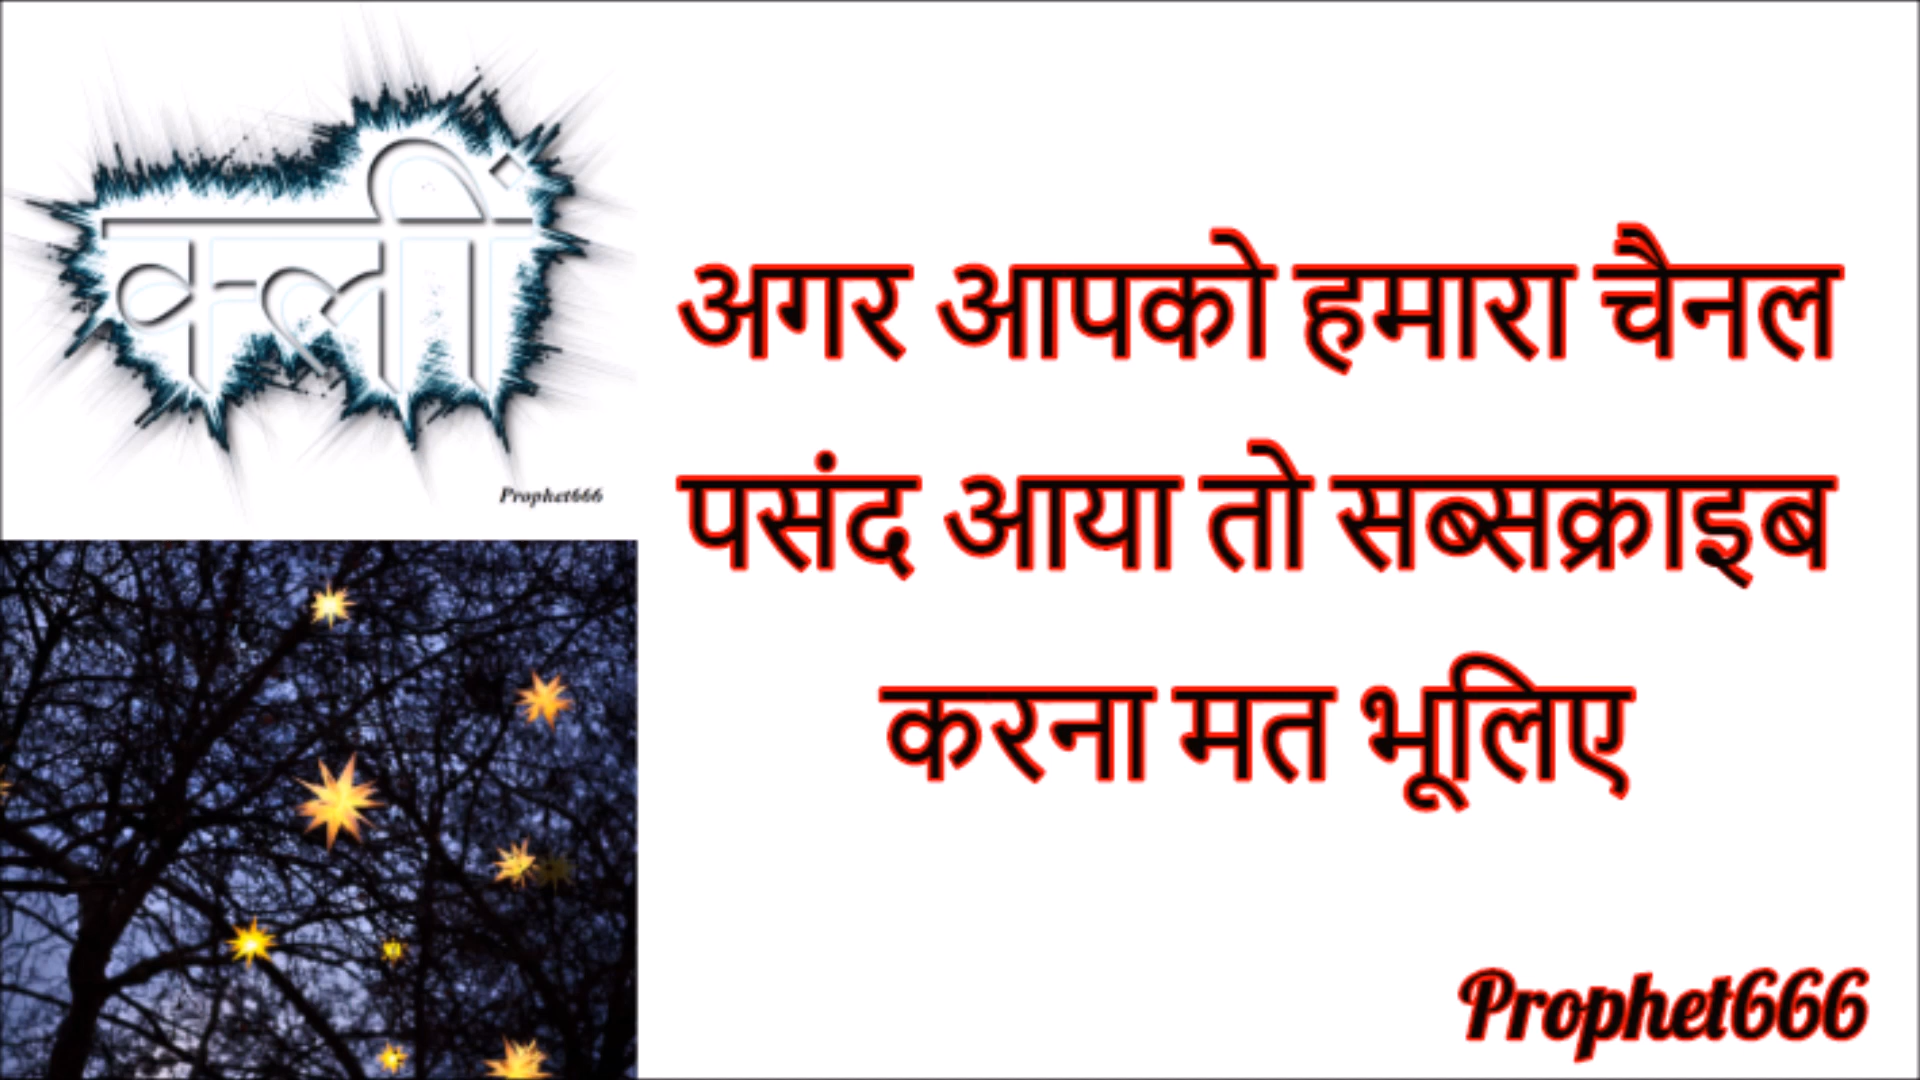 क्लीं
Prophet666
अगर आपको हमारा चैनल
पसंद आया तो सब्सक्राइब
करना मत भूलिए
Prophet666